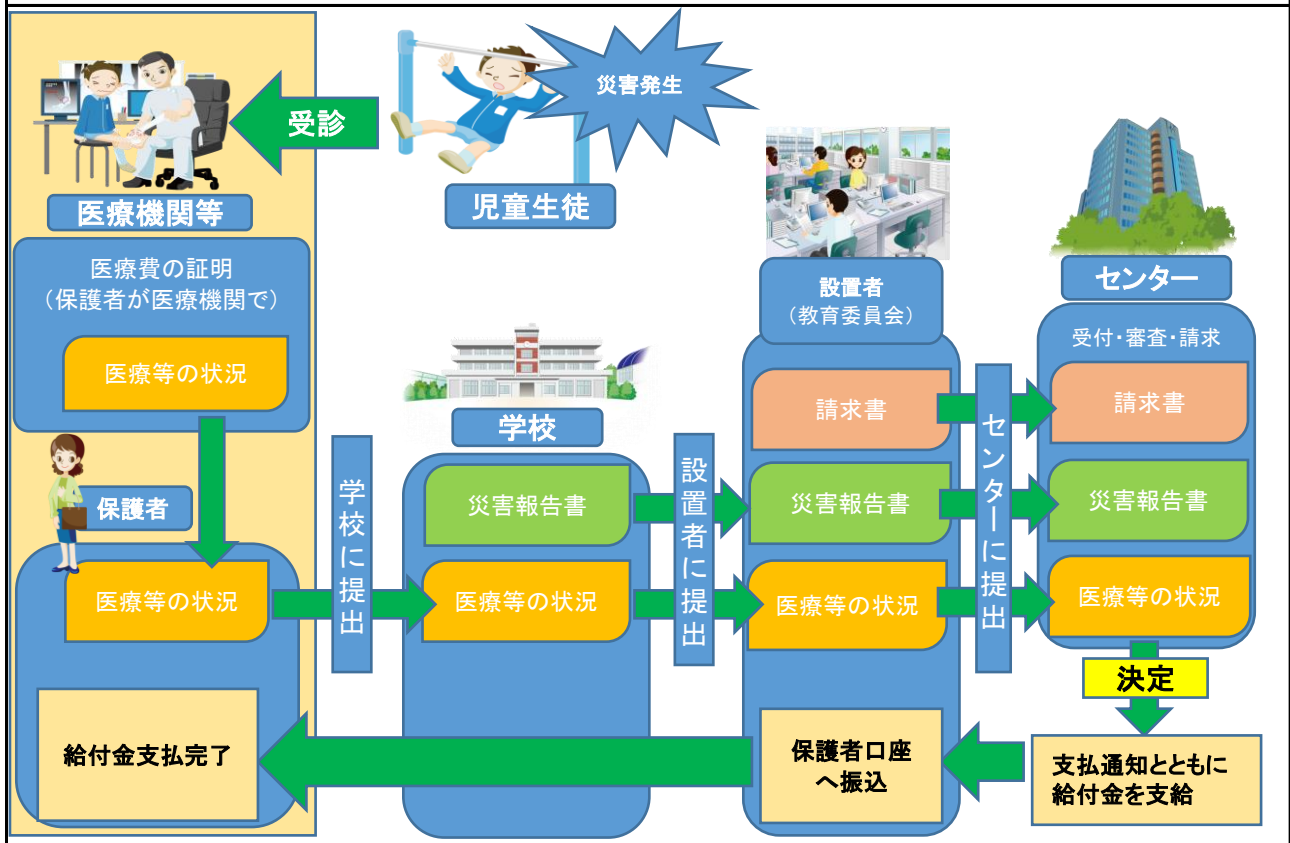 災害発生
受診
児童生徒
医療機関等
医療費の証明
（保護者が医療機関で）
医療等の状況
保護者
医療等の状況
給付金支払完了
学校に提出
学校
災害報告書
医療等の状況
設置者に提出
設置者
（教育委員会）
請求書
災害報告書
医療等の状況
保護者口座
へ振込
センターに提出
センター
受付・審査・請求
請求書
災害報告書
医療等の状況
決定
支払通知とともに
給付金を支給